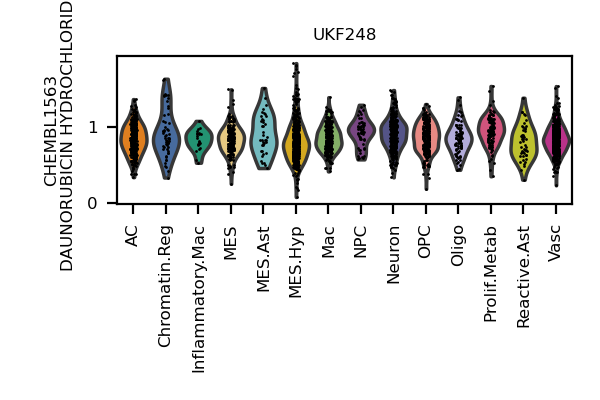 UKF248
CHEMBL1563
DAUNORUBICIN HYDROCHLORID
1
0
AC
Chromatin.Reg
Inflammatory.Mac
MES
MES.Ast
MES.Hyp
Mac
NPC
Neuron
OPC
Oligo
Prolif.Metab
Reactive.Ast
Vasc